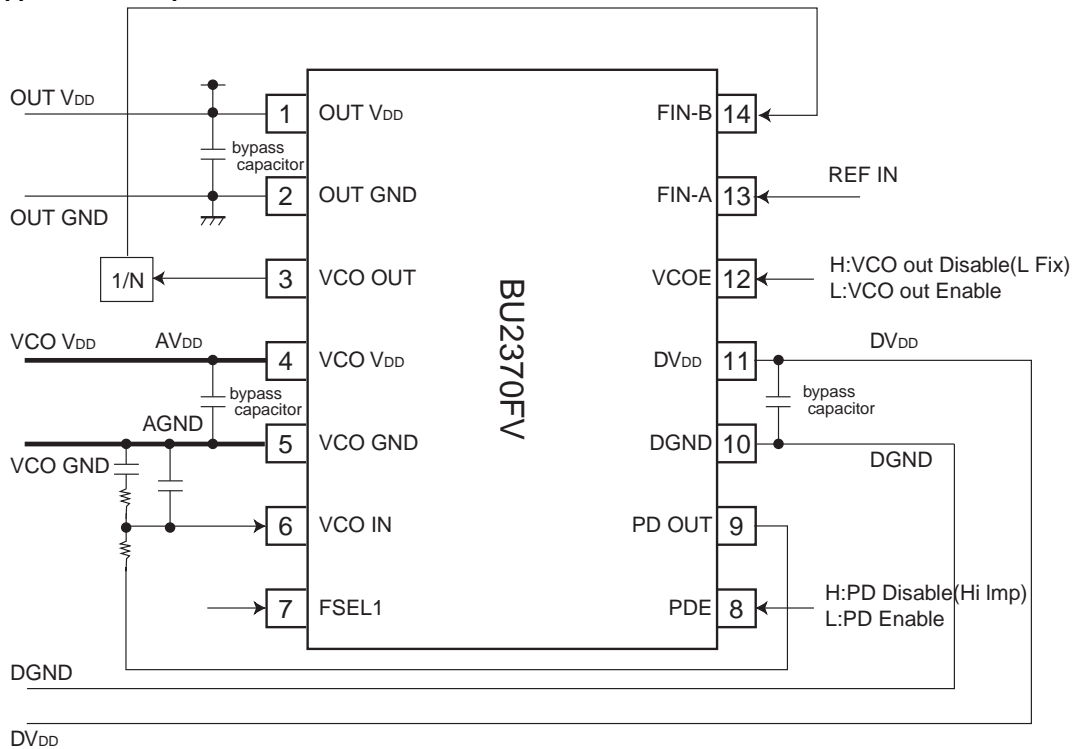 OUT VDD
1
OUT VDD
FIN-B
14
bypass
capacitor
REF IN
2
OUT GND
FIN-A
13
OUT GND
1/N
3
VCO OUT
VCOE
12
H:VCO out Disable(L Fix)
L:VCO out Enable
BU2370FV
VCO VDD
AVDD
DVDD
4
VCO VDD
DVDD
11
bypass
capacitor
bypass
capacitor
AGND
5
VCO GND
DGND
10
VCO GND
DGND
6
VCO IN
PD OUT
9
7
FSEL1
PDE
8
H:PD Disable(Hi Imp)
L:PD Enable
DGND
DVDD